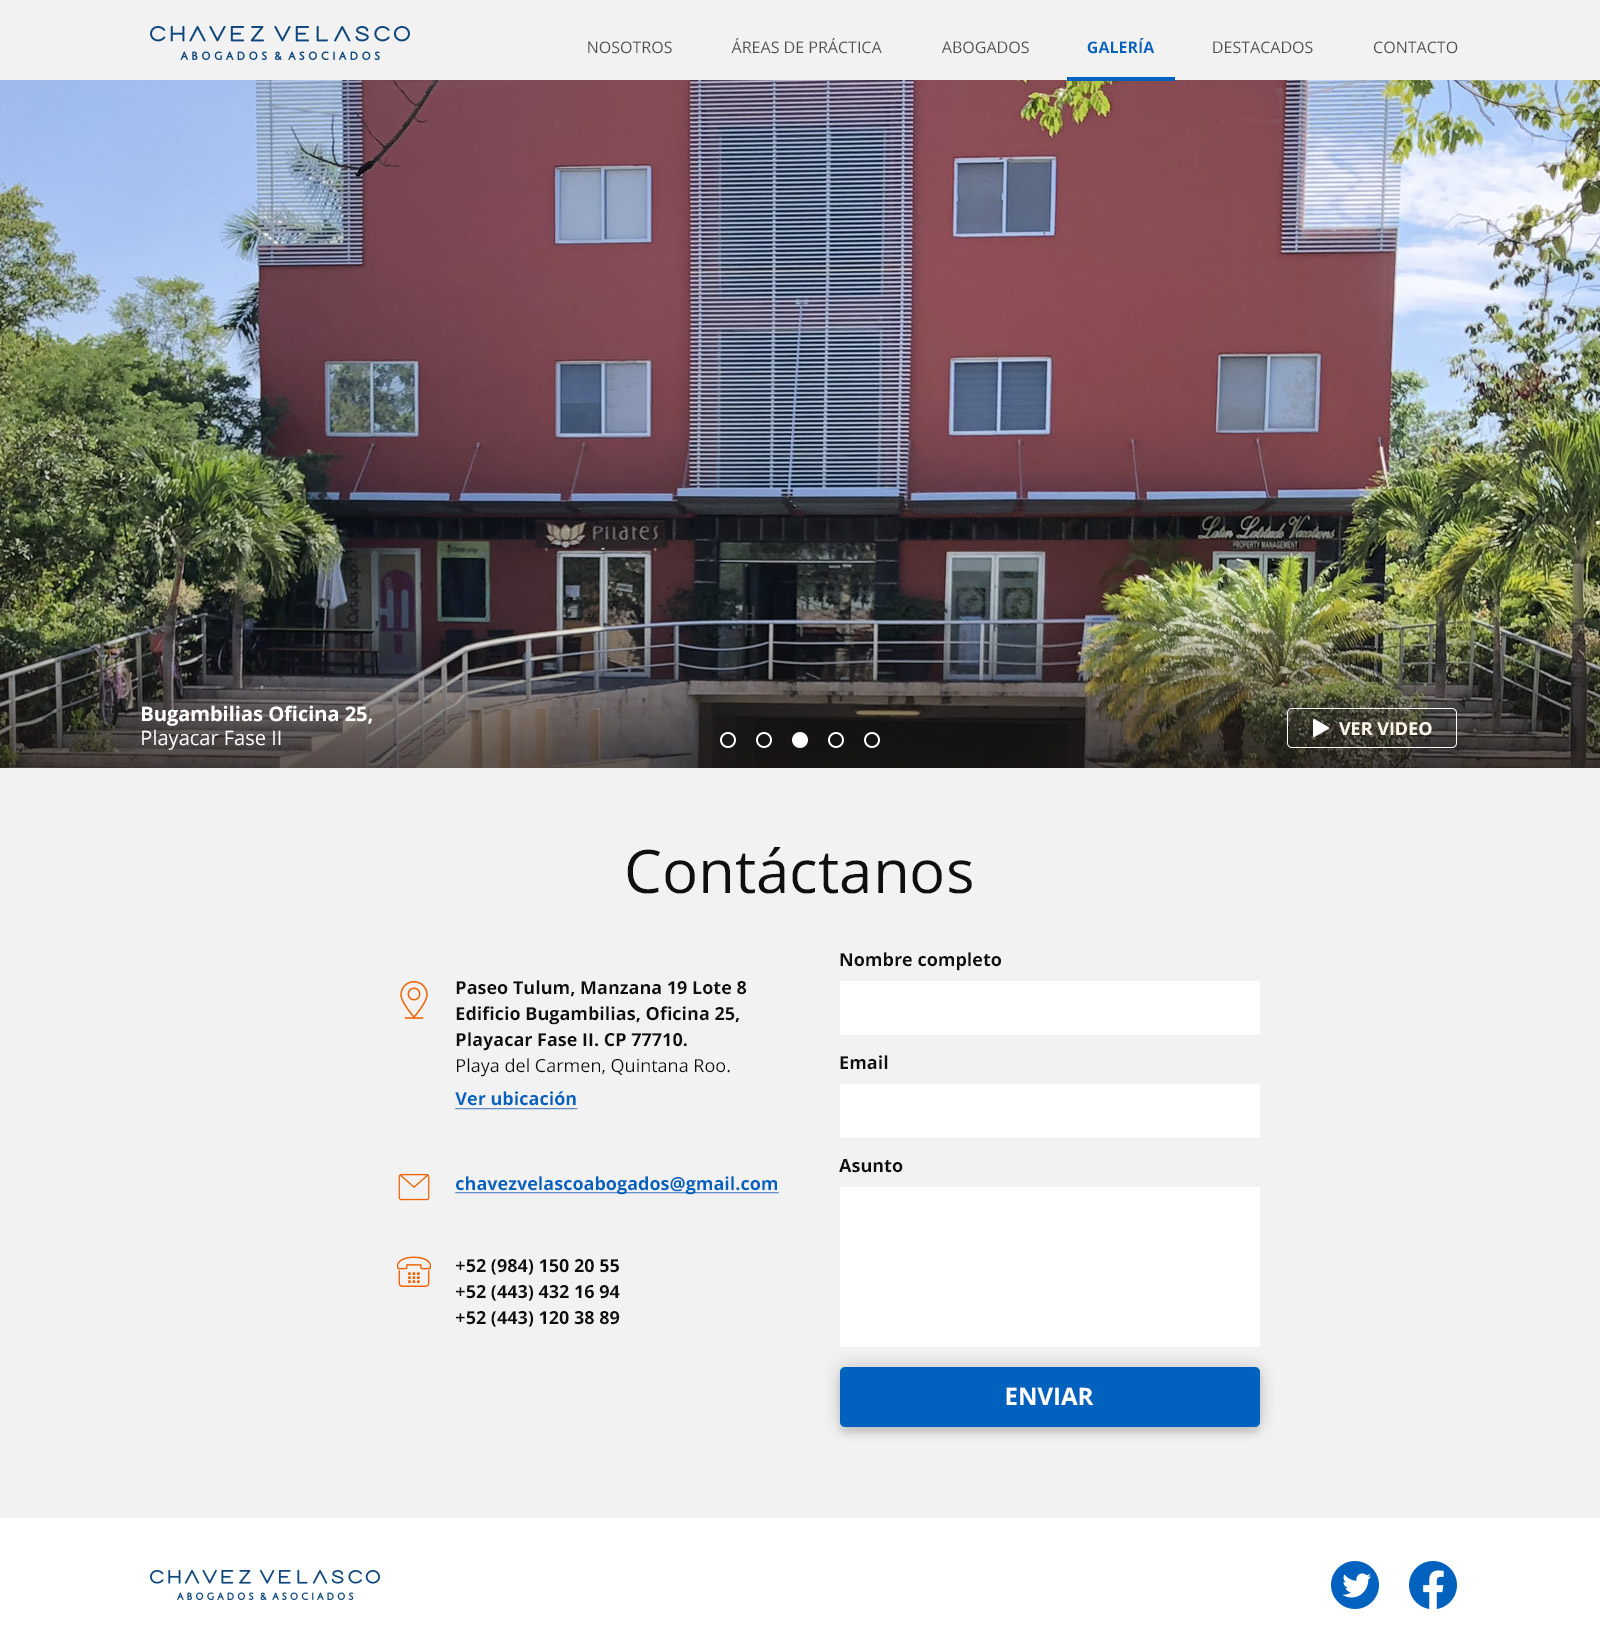 CHAVEZ VELASCO
ABOGADOS & ASOCIADOS
NOSOTROS
ÁREAS DE PRÁCTICA
ABOGADOS
GALERÍA
DESTACADOS
CONTACTO
Pilates
PROPERTY MANAGEMENT
Bugambilias Oficina 25,
Playacar Fase II
VER VIDEO
Contáctanos
Paseo Tulum, Manzana 19 Lote 8
Edificio Bugambilias, Oficina 25,
Playacar Fase II. CP 77710.
Playa del Carmen, Quintana Roo.
Ver ubicación
chavezvelascoabogados@gmail.com
+52 (984) 150 20 55
+52 (443) 432 16 94
+52 (443) 120 38 89
Nombre completo
Email
Asunto
ENVIAR
CHAVEZ VELASCO
ABOGADOS & ASOCIADOS